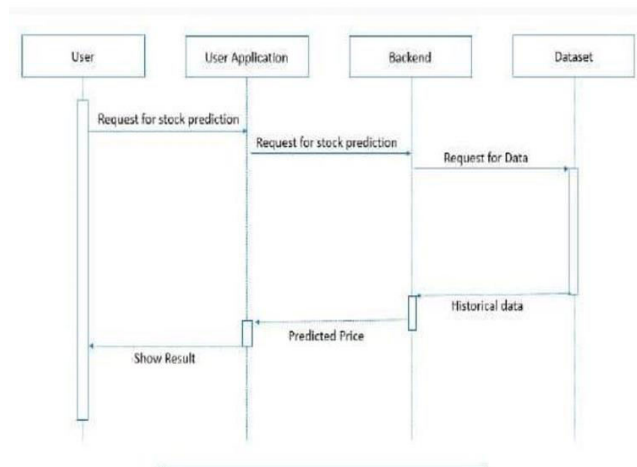 User
User Application
Backend
Dataset
Request for stock prediction
Request for stock prediction
Request for Data
Historical data
Predicted Price
Show Result